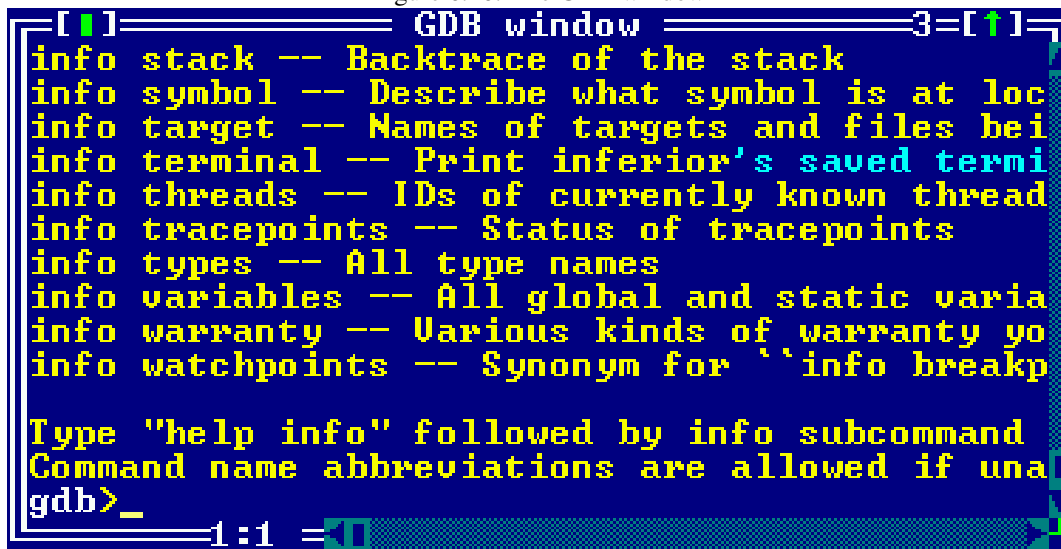 GDB window 3=[↑]
info stack -- Backtrace of the stack
info symbol -- Describe what symbol is at loc
info target -- Names of targets and files bei
info terminal -- Print inferior's saved termi
info threads -- IDs of currently known thread
info tracepoints -- Status of tracepoints
info types -- All type names
info variables -- All global and static varia
info warranty -- Various kinds of warranty yo
info watchpoints -- Synonym for ``info breakp
Type "help info" followed by info subcommand
Command name abbreviations are allowed if una
gdb>_
1:1